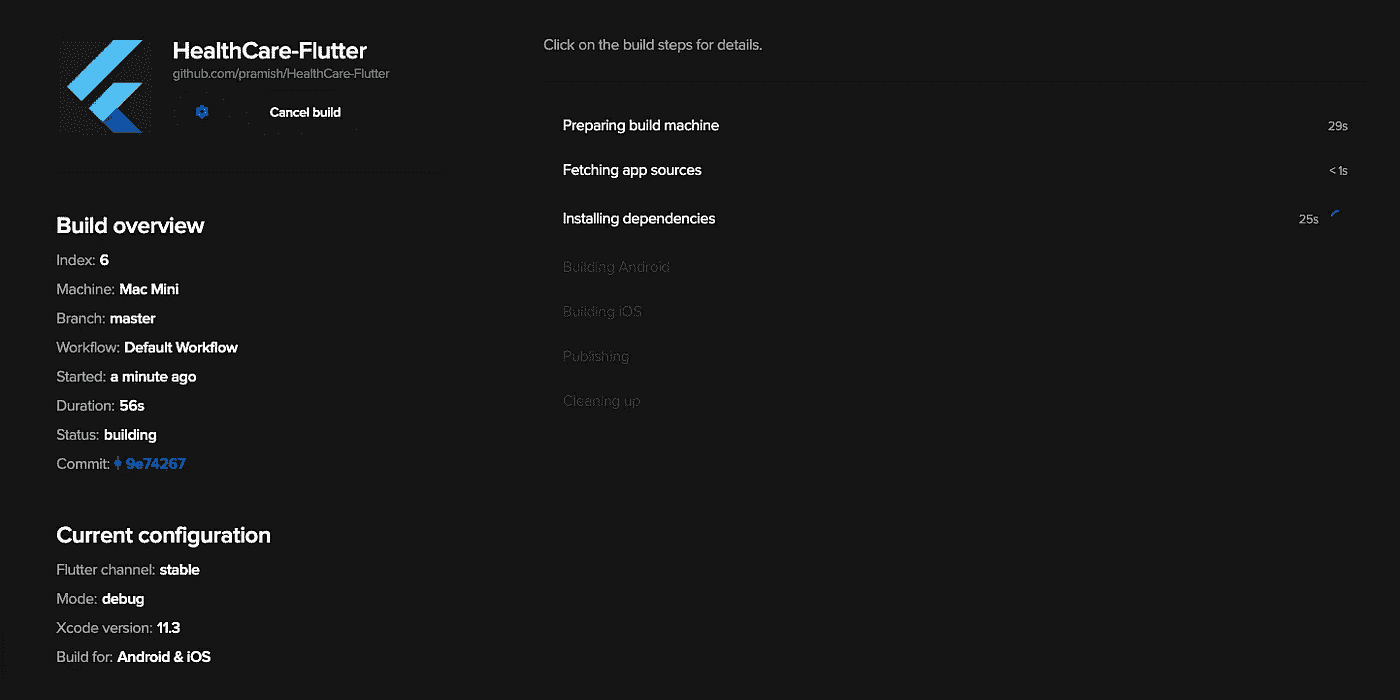 HealthCare-Flutter
github.com/pramish/HealthCare-Flutter
Cancel build
Build overview
Index: 6
Machine: Mac Mini
Branch: master
Workflow: Default Workflow
Started: a minute ago
Duration: 56s
Status: building
Commit: 9e74267
Current configuration
Flutter channel: stable
Mode: debug
Xcode version: 11.3
Build for: Android & iOS
Click on the build steps for details.
Preparing build machine 29s
Fetching app sources < 1s
Installing dependencies 25s
Building Android
Building iOS
Publishing
Cleaning up